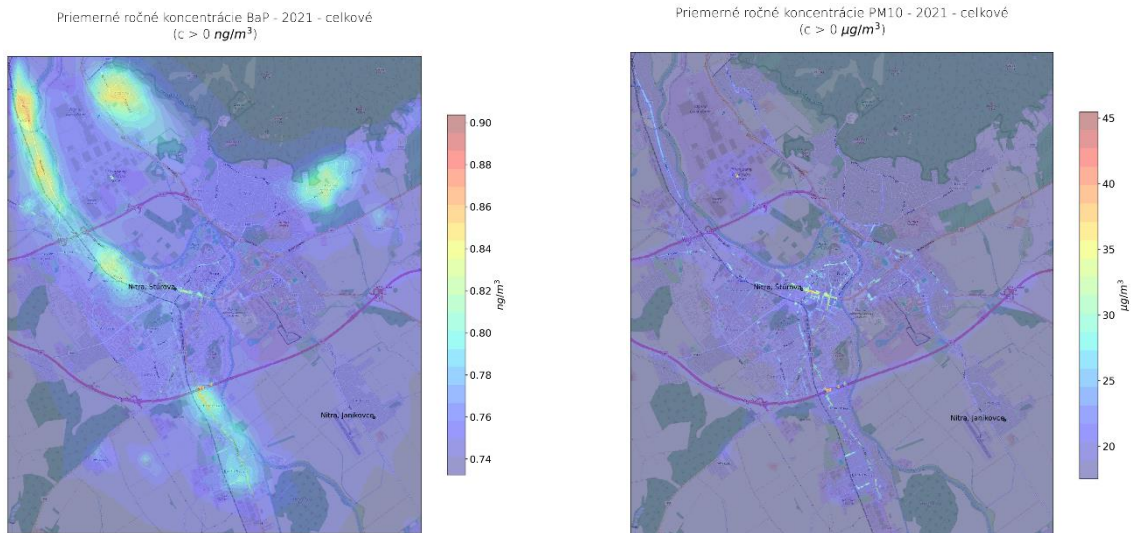 Priemerné ročné koncentrácie BaP - 2021 - celkové
(c > 0 ng/m³)
0.90
0.88
0.86
0.84
0.82
0.80
0.78
0.76
0.74
ng/m³
Nitra, Štúrova
Nitra, Janíkovce
Priemerné ročné koncentrácie PM10 - 2021 - celkové
(c > 0 µg/m³)
45
40
35
30
25
20
µg/m³
Nitra, Štúrova
Nitra, Janíkovce